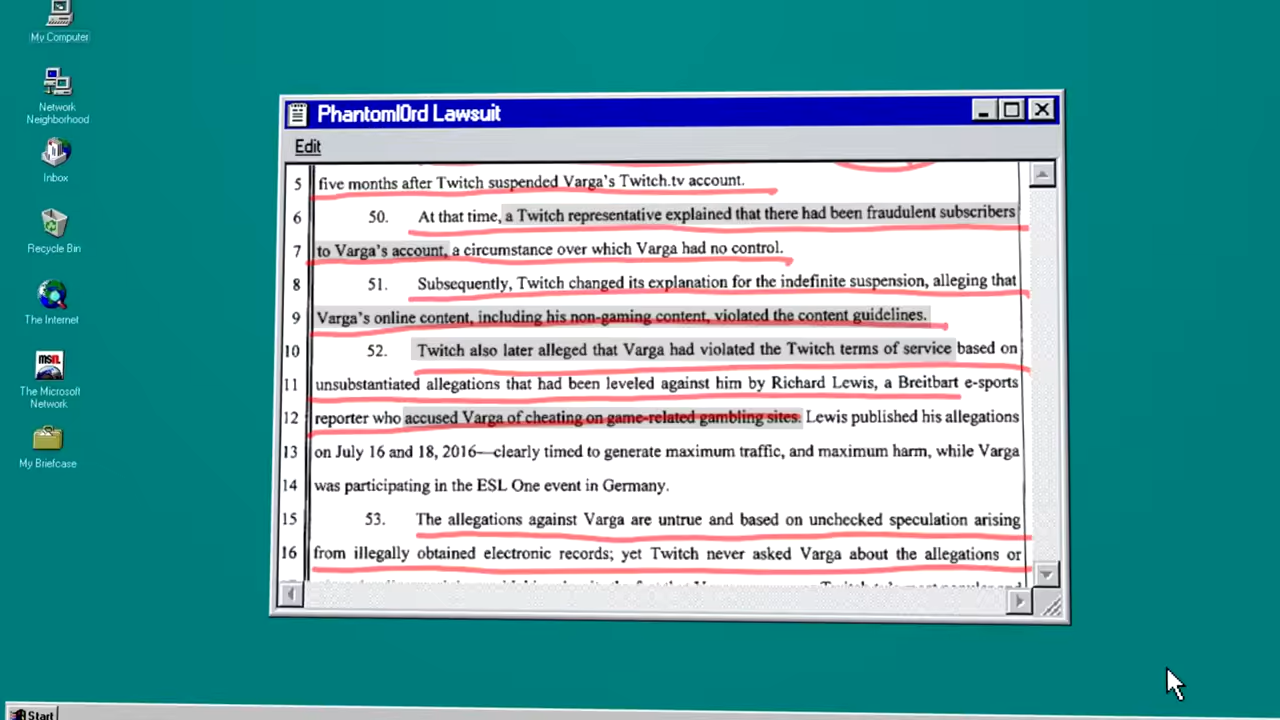 My Computer
Network
Neighborhood
Inbox
Recycle Bin
The Internet
msn
The Microsoft
Network
My Briefcase
Start
Phantoml0rd Lawsuit
Edit
5 five months after Twitch suspended Varga's Twitch.tv account.
6 50. At that time, a Twitch representative explained that there had been fraudulent subscribers
7 to Varga's account, a circumstance over which Varga had no control.
8 51. Subsequently, Twitch changed its explanation for the indefinite suspension, alleging that
9 Varga's online content, including his non-gaming content, violated the content guidelines.
10 52. Twitch also later alleged that Varga had violated the Twitch terms of service based on
11 unsubstantiated allegations that had been leveled against him by Richard Lewis, a Breitbart e-sports
12 reporter who accused Varga of cheating on game-related gambling sites. Lewis published his allegations
13 on July 16 and 18, 2016—clearly timed to generate maximum traffic, and maximum harm, while Varga
14 was participating in the ESL One event in Germany.
15 53. The allegations against Varga are untrue and based on unchecked speculation arising
16 from illegally obtained electronic records; yet Twitch never asked Varga about the allegations or